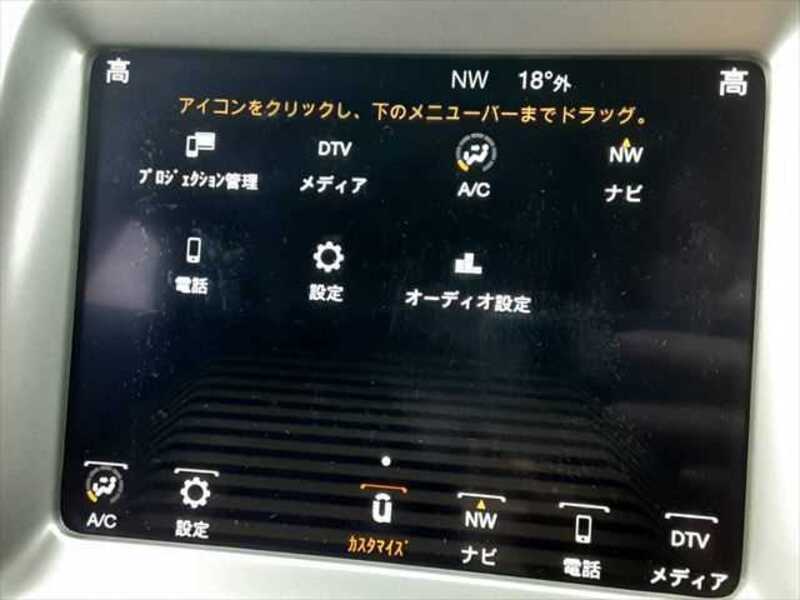 高 NW 18°外 高
アイコンをクリックし、下のメニューバーまでドラッグ。
DTV NW
ﾌﾟﾛｼﾞｪｸｼｮﾝ管理 メディア A/C ナビ
電話 設定 オーディオ設定
û NW DTV
A/C 設定 ｶｽﾀﾏｲｽﾞ ナビ 電話 メディア